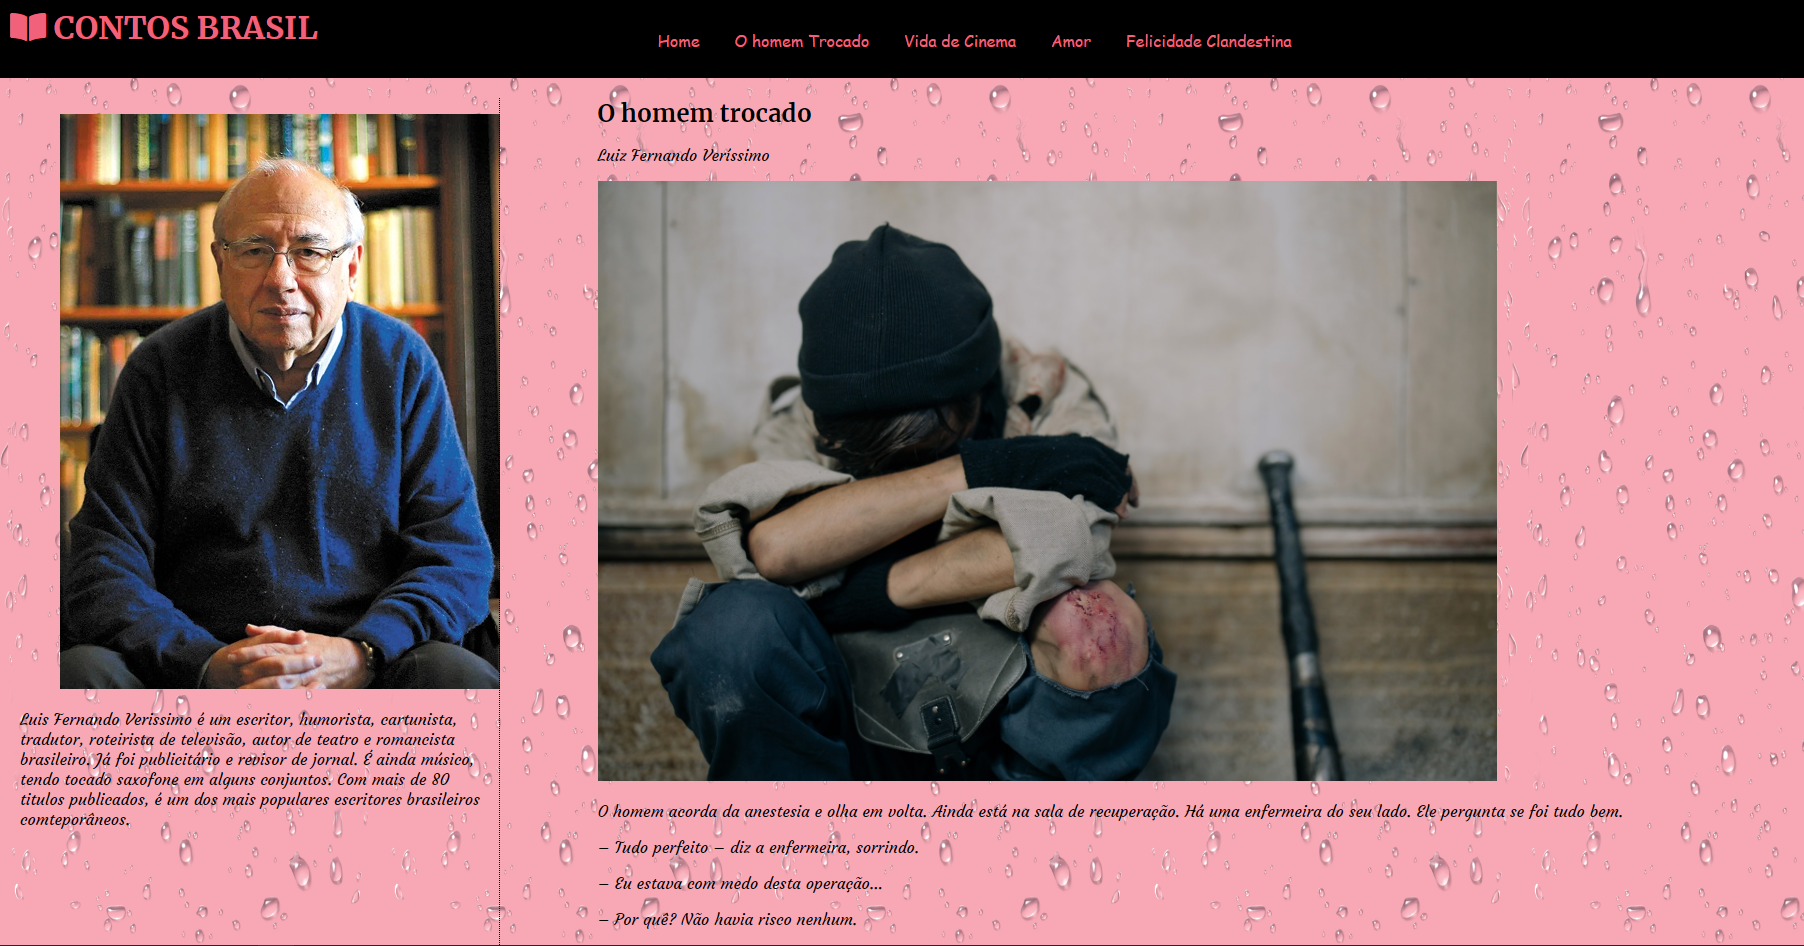 CONTOS BRASIL
Home O homem Trocado Vida de Cinema Amor Felicidade Clandestina
Luis Fernando Verissimo é um escritor, humorista, cartunista,
tradutor, roteirista de televisão, autor de teatro e romancista
brasileiro. Já foi publicitário e revisor de jornal. É ainda músico,
tendo tocado saxofone em alguns conjuntos. Com mais de 80
titulos publicados, é um dos mais populares escritores brasileiros
comteporâneos.
O homem trocado
Luiz Fernando Veríssimo
O homem acorda da anestesia e olha em volta. Ainda está na sala de recuperação. Há uma enfermeira do seu lado. Ele pergunta se foi tudo bem.
– Tudo perfeito – diz a enfermeira, sorrindo.
– Eu estava com medo desta operação...
– Por quê? Não havia risco nenhum.